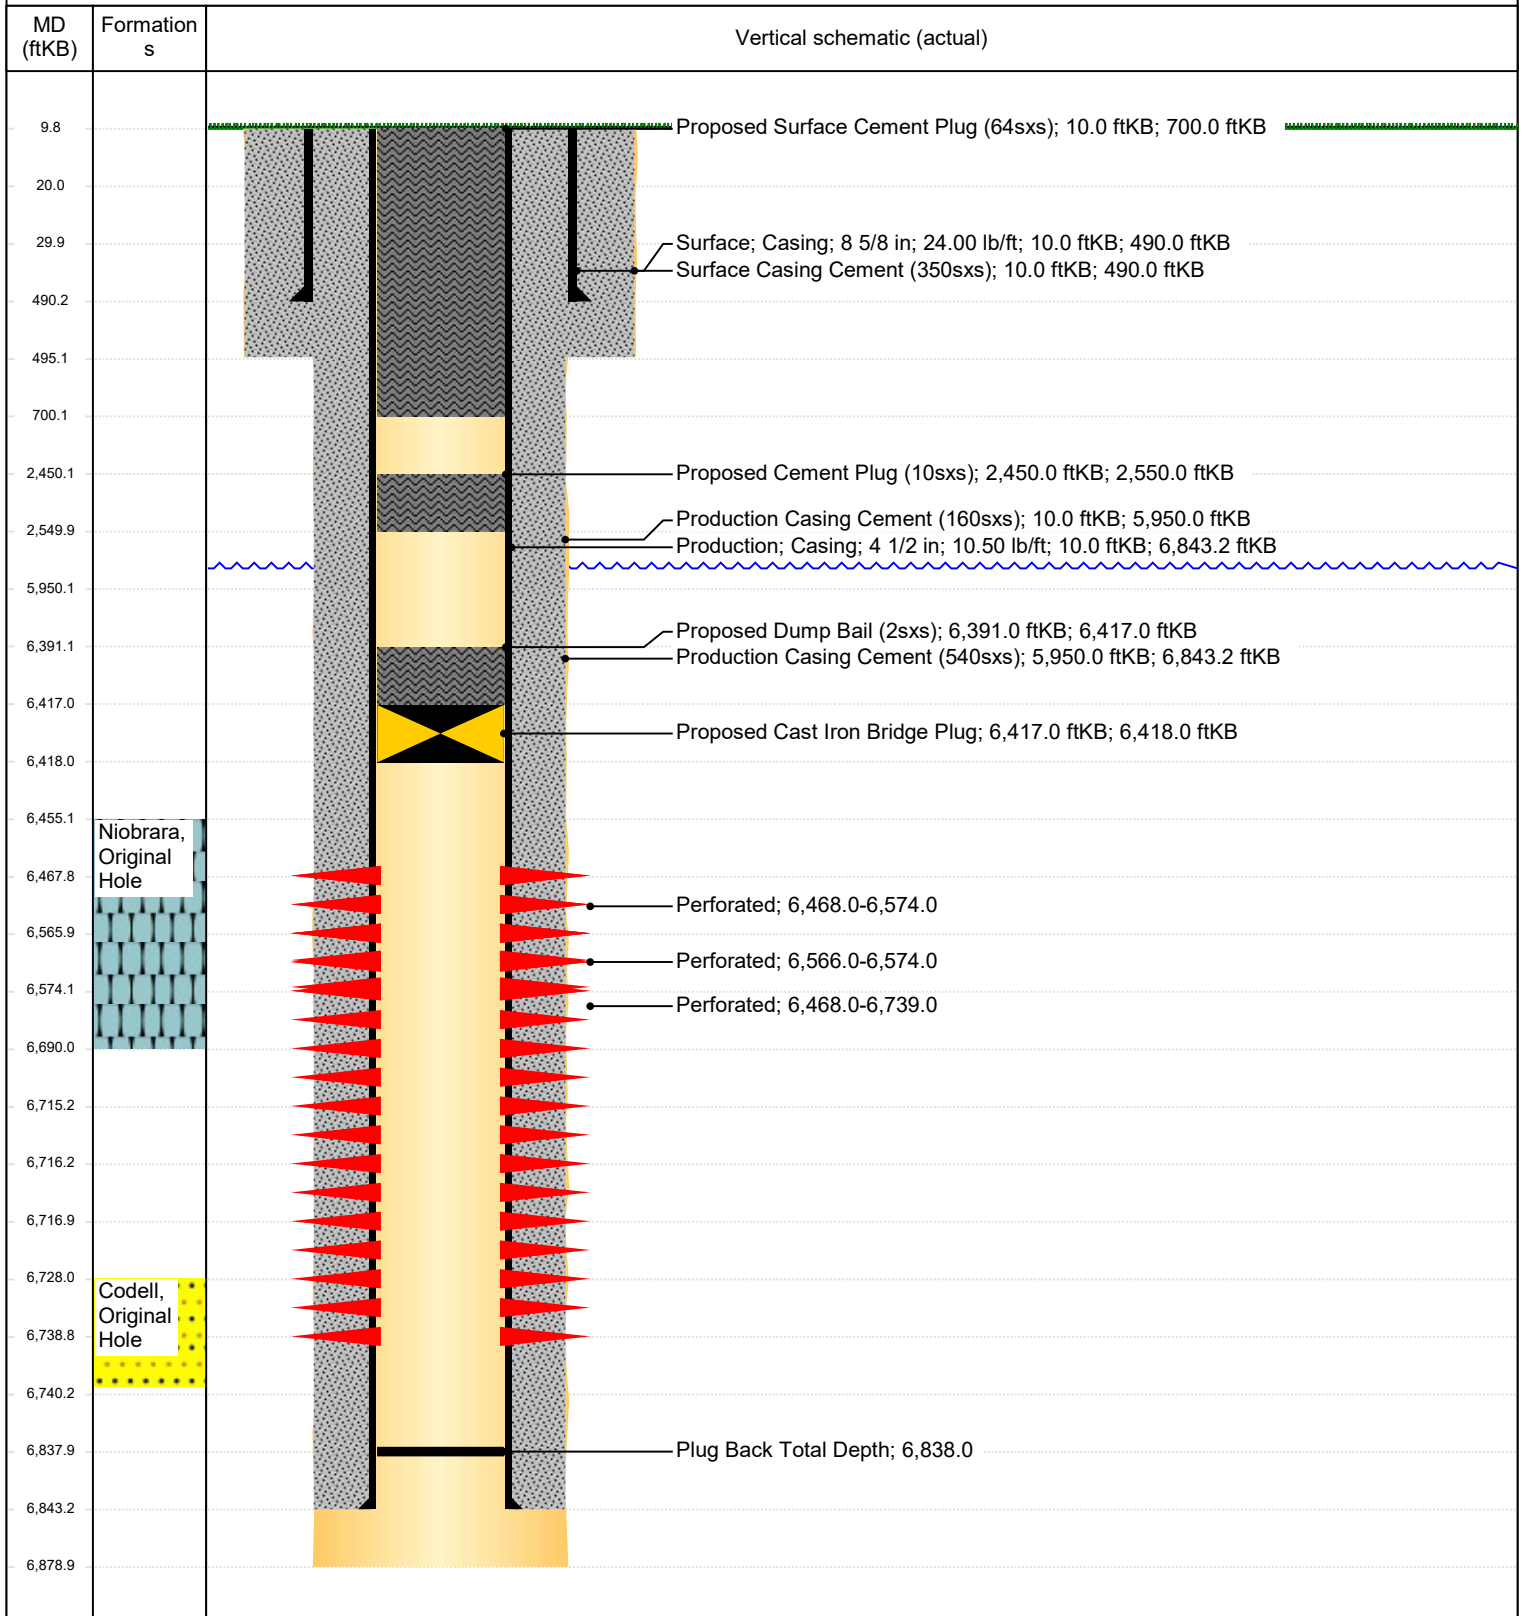 MD
(ftKB)
Formation
s
Vertical schematic (actual)
9.8
Proposed Surface Cement Plug (64sxs); 10.0 ftKB; 700.0 ftKB
20.0
29.9
Surface; Casing; 8 5/8 in; 24.00 lb/ft; 10.0 ftKB; 490.0 ftKB
Surface Casing Cement (350sxs); 10.0 ftKB; 490.0 ftKB
490.2
495.1
700.1
2,450.1
Proposed Cement Plug (10sxs); 2,450.0 ftKB; 2,550.0 ftKB
Production Casing Cement (160sxs); 10.0 ftKB; 5,950.0 ftKB
2,549.9
Production; Casing; 4 1/2 in; 10.50 lb/ft; 10.0 ftKB; 6,843.2 ftKB
5,950.1
Proposed Dump Bail (2sxs); 6,391.0 ftKB; 6,417.0 ftKB
6,391.1
Production Casing Cement (540sxs); 5,950.0 ftKB; 6,843.2 ftKB
6,417.0
Proposed Cast Iron Bridge Plug; 6,417.0 ftKB; 6,418.0 ftKB
6,418.0
6,455.1
Niobrara,
Original
Hole
6,467.8
Perforated; 6,468.0-6,574.0
6,565.9
Perforated; 6,566.0-6,574.0
6,574.1
Perforated; 6,468.0-6,739.0
6,690.0
6,715.2
6,716.2
6,716.9
6,728.0
Codell,
Original
Hole
6,738.8
6,740.2
6,837.9
Plug Back Total Depth; 6,838.0
6,843.2
6,878.9